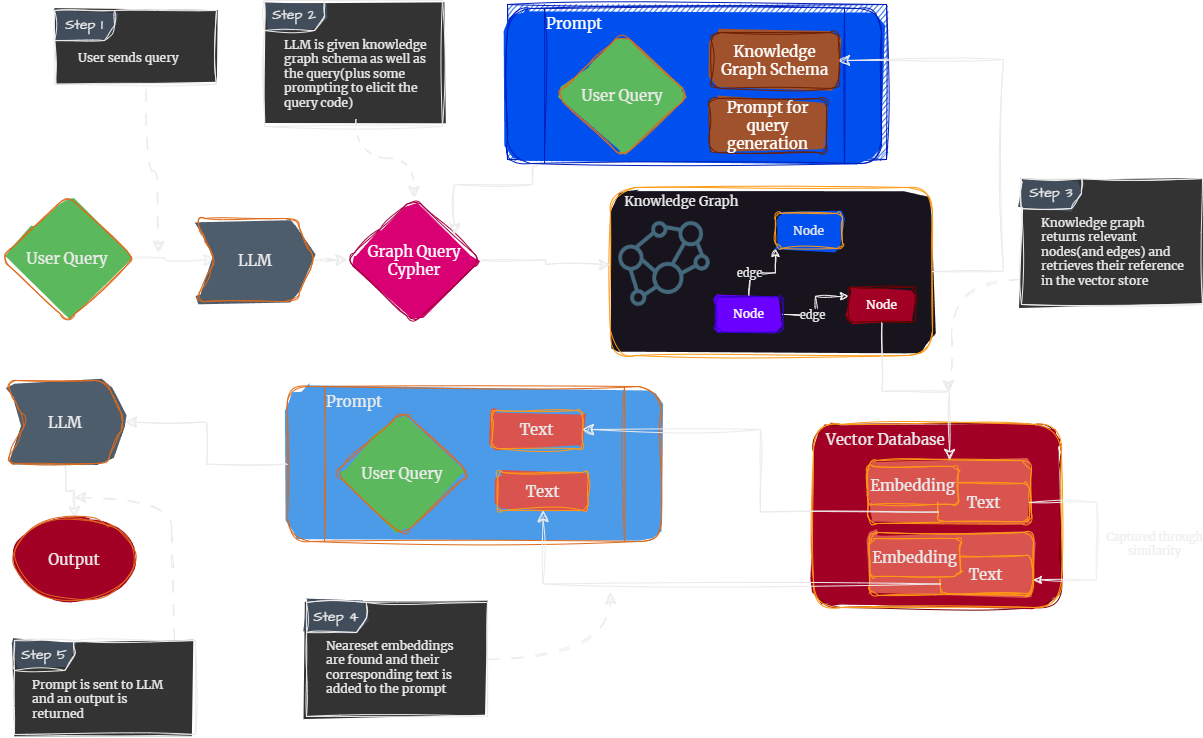 Step 1
User sends query
Step 2
LLM is given knowledge
graph schema as well as
the query(plus some
prompting to elicit the
query code)
Prompt
User Query
Knowledge
Graph Schema
Prompt for
query
generation
User Query
LLM
Graph Query
Cypher
Knowledge Graph
Node
edge
Node
edge
Node
Step 3
Knowledge graph
returns relevant
nodes(and edges) and
retrieves their reference
in the vector store
LLM
Prompt
User Query
Text
Text
Vector Database
Embedding
Text
Embedding
Text
Captured through
similarity
Output
Step 4
Neareset embeddings
are found and their
corresponding text is
added to the prompt
Step 5
Prompt is sent to LLM
and an output is
returned